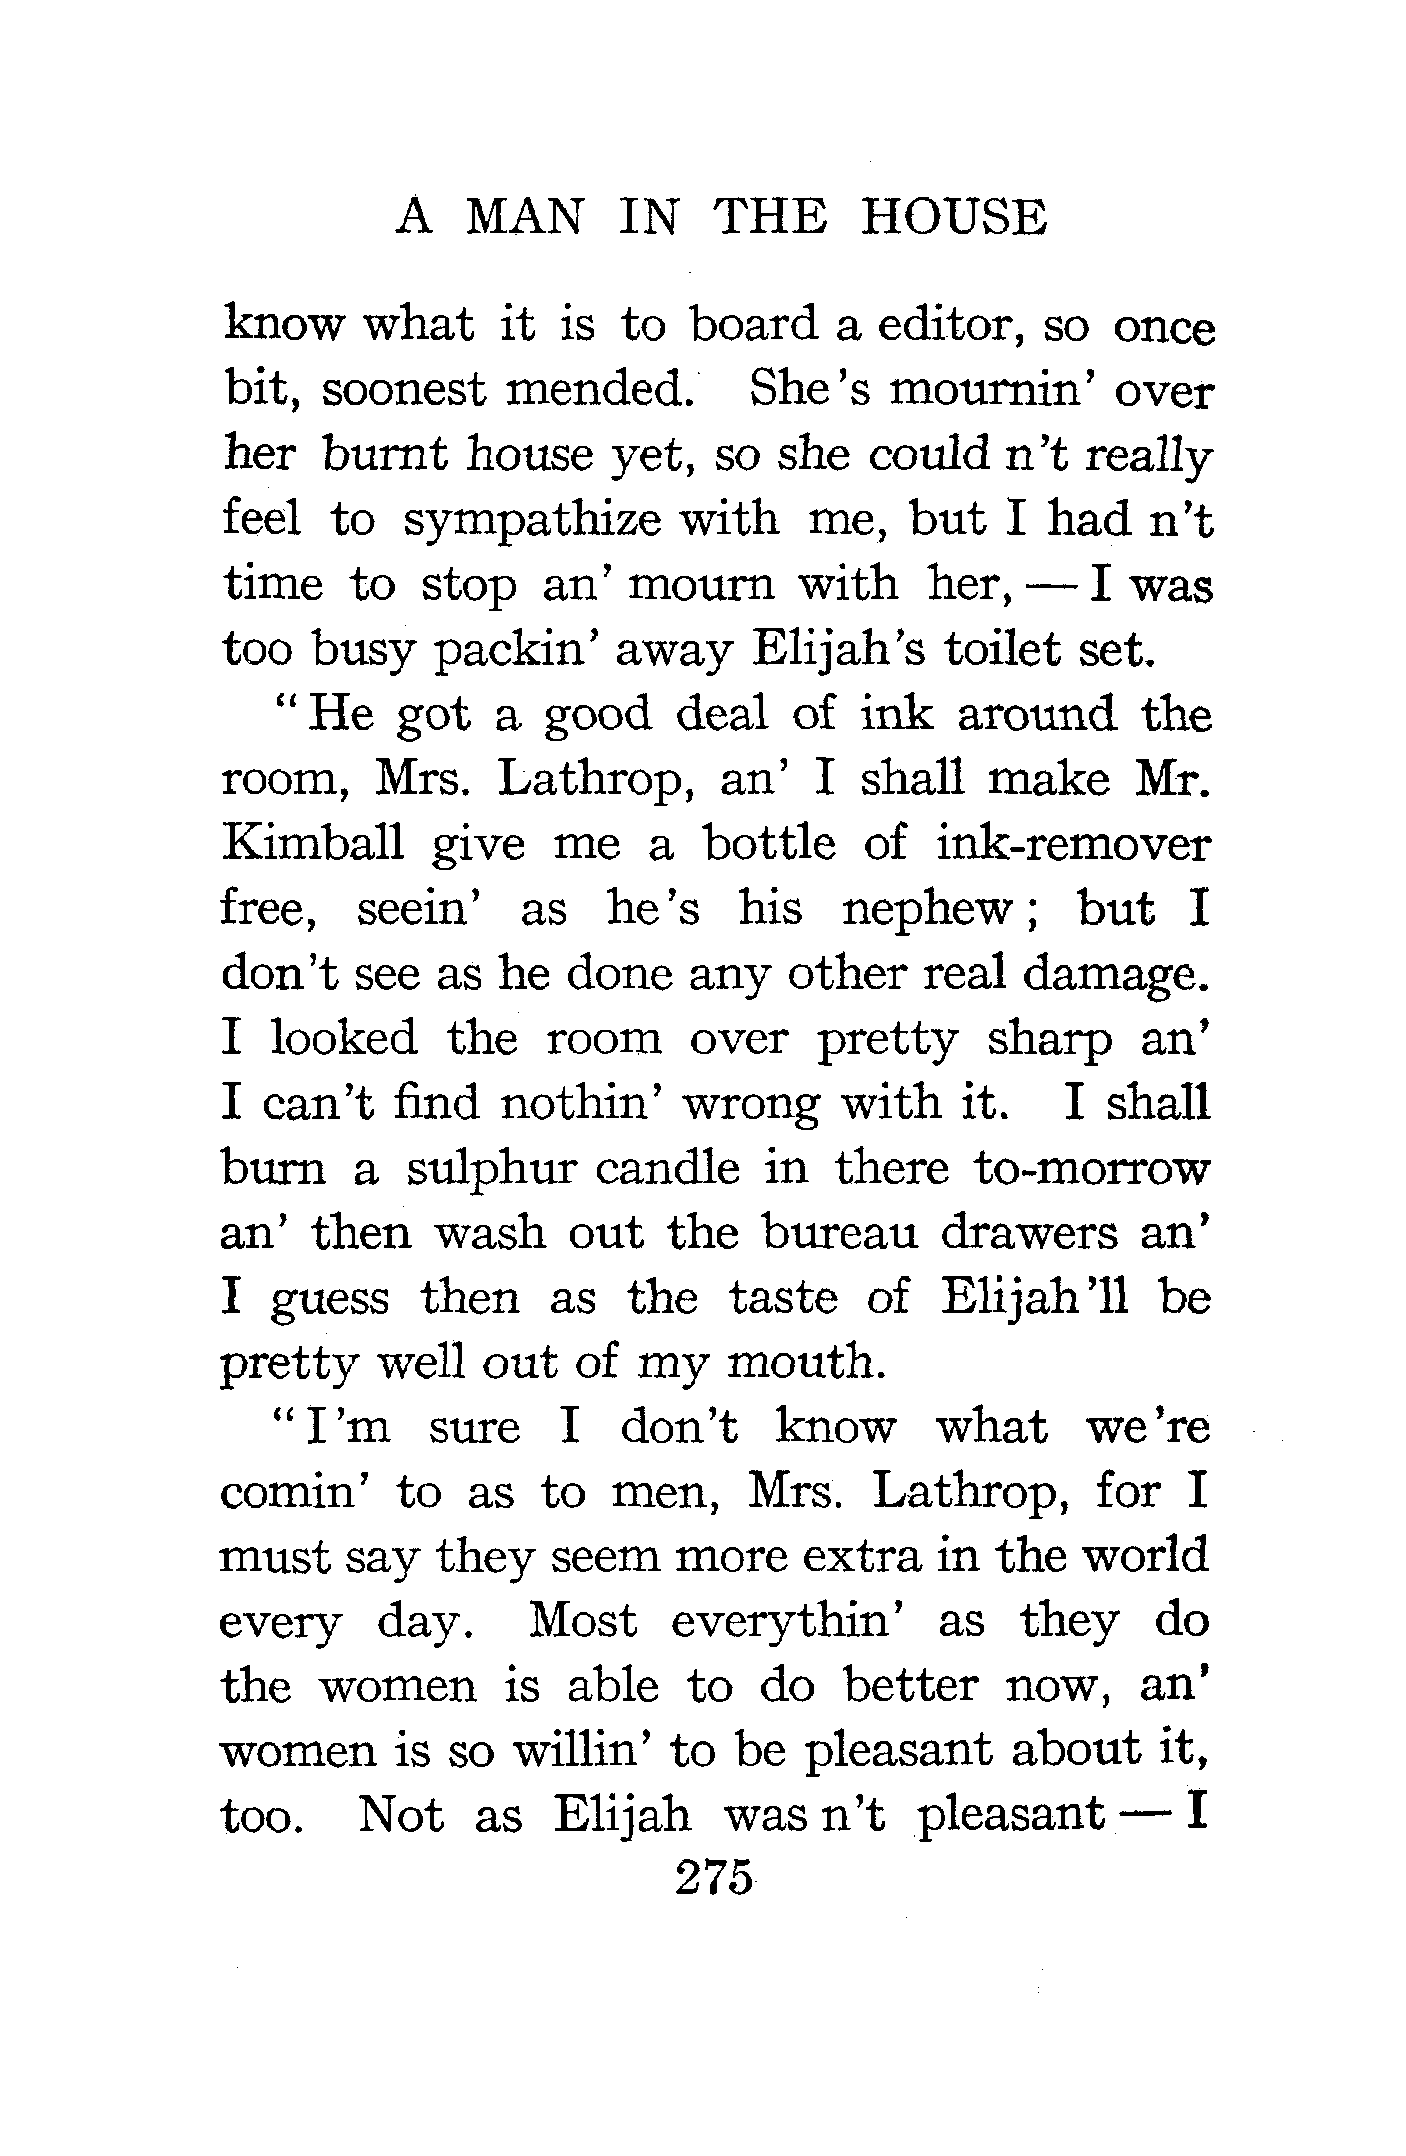 A MAN IN THE HOUSE
know what it is to board a editor, so once
bit, soonest mended. She's mournin' over
her burnt house yet, so she could n't really
feel to sympathize with me, but I had n't
time to stop an' mourn with her, — I was
too busy packin' away Elijah's toilet set.
"He got a good deal of ink around the
room, Mrs. Lathrop, an' I shall make Mr.
Kimball give me a bottle of ink-remover
free, seein' as he's his nephew; but I
don't see as he done any other real damage.
I looked the room over pretty sharp an'
I can't find nothin' wrong with it. I shall
burn a sulphur candle in there to-morrow
an' then wash out the bureau drawers an'
I guess then as the taste of Elijah'll be
pretty well out of my mouth.
"I'm sure I don't know what we're
comin' to as to men, Mrs. Lathrop, for I
must say they seem more extra in the world
every day. Most everythin' as they do
the women is able to do better now, an'
women is so willin' to be pleasant about it,
too. Not as Elijah was n't pleasant — I
275